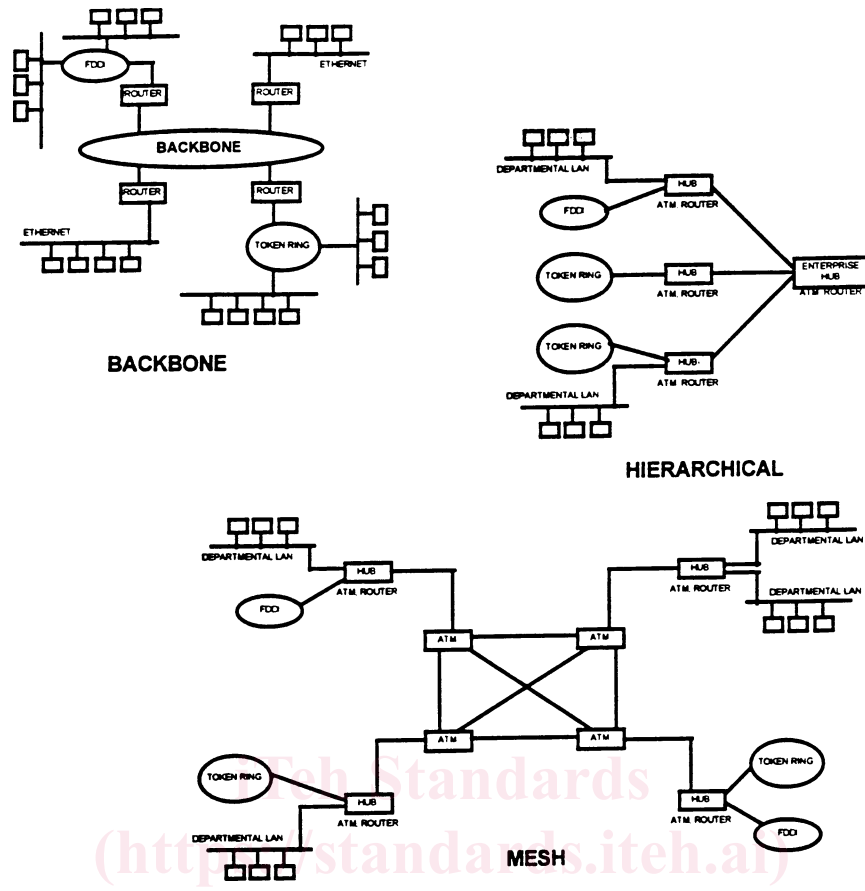 FDDI
ETHERNET
ROUTER
ROUTER
BACKBONE
ROUTER
ROUTER
ETHERNET
TOKEN RING
BACKBONE
DEPARTMENTAL LAN
HUB
ATM. ROUTER
FDDI
TOKEN RING
HUB
ATM. ROUTER
ENTERPRISE
HUB
ATM. ROUTER
TOKEN RING
HUB
ATM. ROUTER
DEPARTMENTAL LAN
HIERARCHICAL
DEPARTMENTAL LAN
HUB
ATM. ROUTER
FDDI
HUB
ATM. ROUTER
DEPARTMENTAL LAN
DEPARTMENTAL LAN
ATM
ATM
ATM
ATM
TOKEN RING
HUB
ATM. ROUTER
DEPARTMENTAL LAN
TOKEN RING
HUB
ATM. ROUTER
FDDI
MESH
iTeh Standards
(https://standards.iteh.ai)